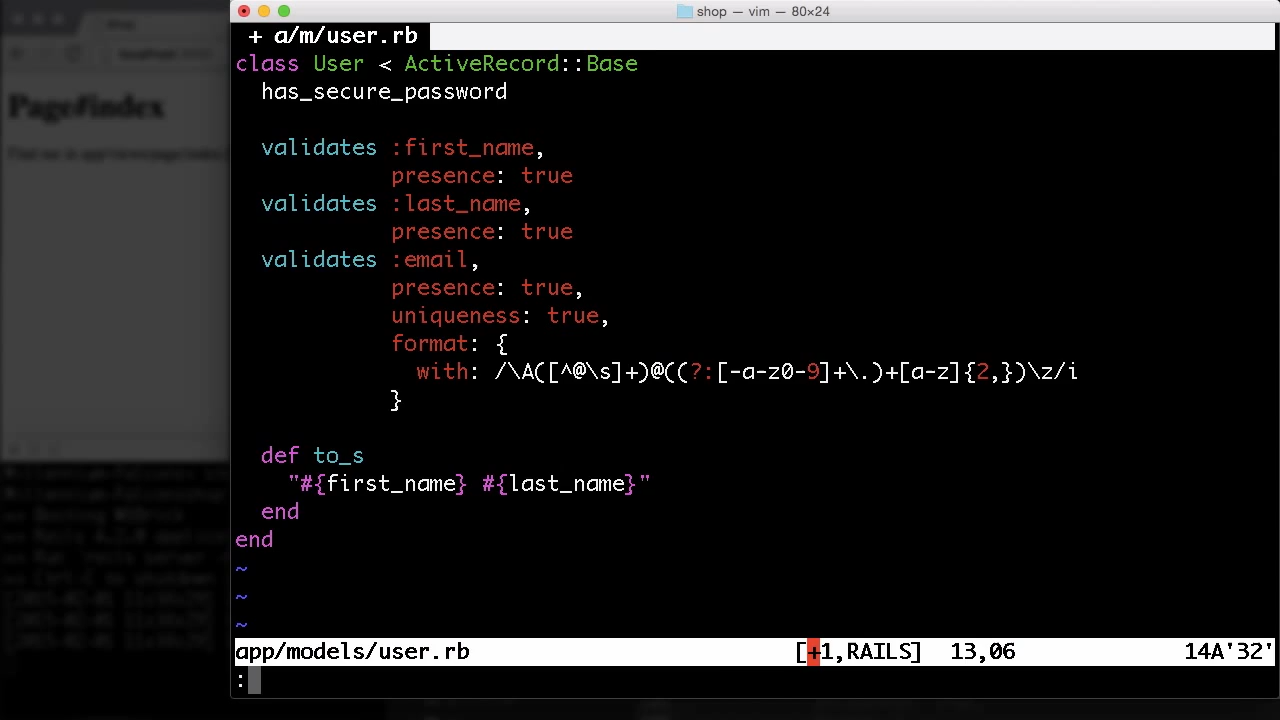 shop — vim — 80×24
+ a/m/user.rb
class User < ActiveRecord::Base
  has_secure_password

  validates :first_name,
            presence: true
  validates :last_name,
            presence: true
  validates :email,
            presence: true,
            uniqueness: true,
            format: {
              with: /\A([^@\s]+)@((?:[-a-z0-9]+\.)+[a-z]{2,})\z/i
            }

  def to_s
    "#{first_name} #{last_name}"
  end
end
~
~
~
app/models/user.rb [+1,RAILS] 13,06 14A'32'
:
Page#index